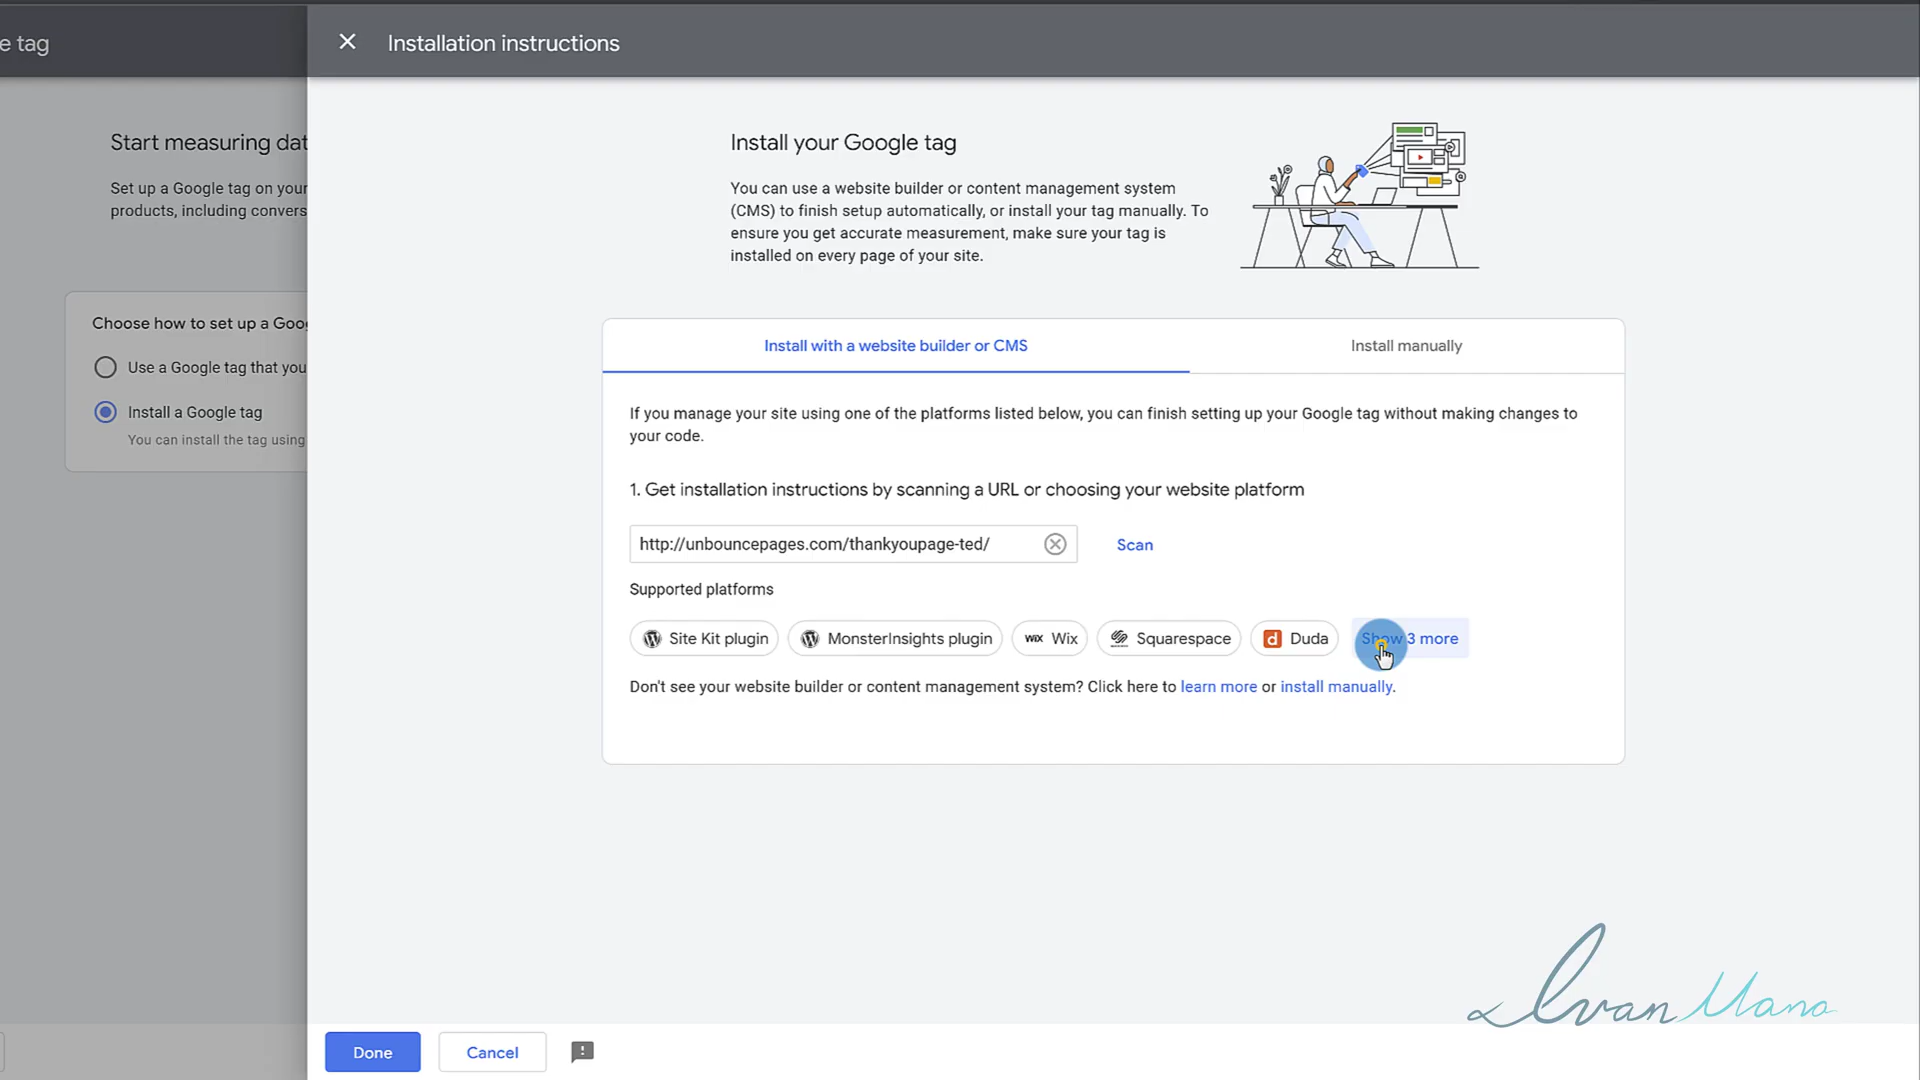 e tag
Installation instructions
Start measuring dat
Set up a Google tag on your
products, including convers
Choose how to set up a Goo
Use a Google tag that you
Install a Google tag
You can install the tag using
Install your Google tag
You can use a website builder or content management system
(CMS) to finish setup automatically, or install your tag manually. To
ensure you get accurate measurement, make sure your tag is
installed on every page of your site.
Install with a website builder or CMS
Install manually
If you manage your site using one of the platforms listed below, you can finish setting up your Google tag without making changes to
your code.
1. Get installation instructions by scanning a URL or choosing your website platform
http://unbouncepages.com/thankyoupage-ted/
Scan
Supported platforms
Site Kit plugin
MonsterInsights plugin
WiX Wix
Squarespace
d Duda
Show 3 more
Don't see your website builder or content management system? Click here to learn more or install manually.
Done
Cancel
Ivan Mana